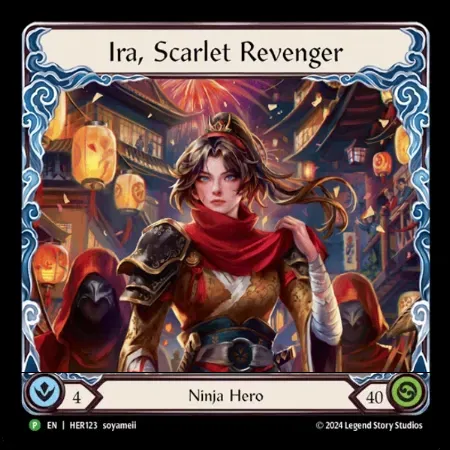 Ira, Scarlet Revenger
4
Ninja Hero
40
P EN | HER123 soyameii © 2024 Legend Story Studios